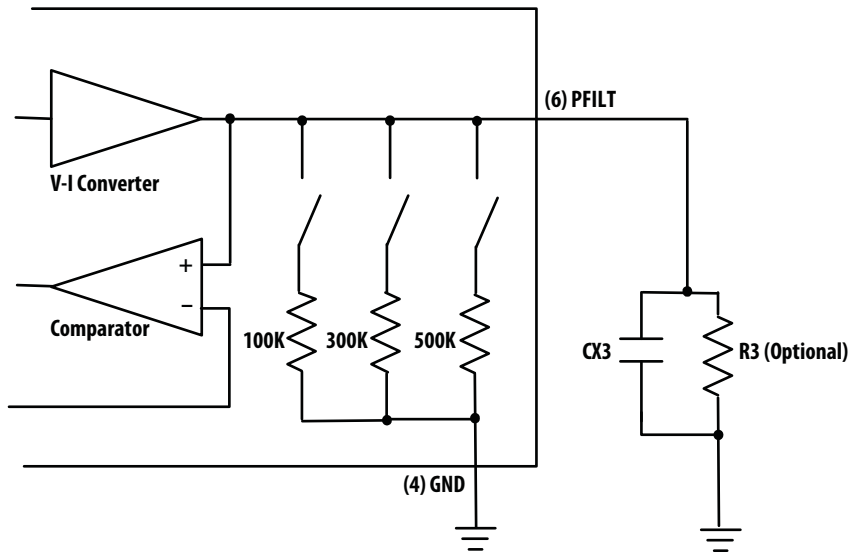 (6) PFILT
V-I Converter
+
–
Comparator
100K
300K
500K
CX3
R3 (Optional)
(4) GND